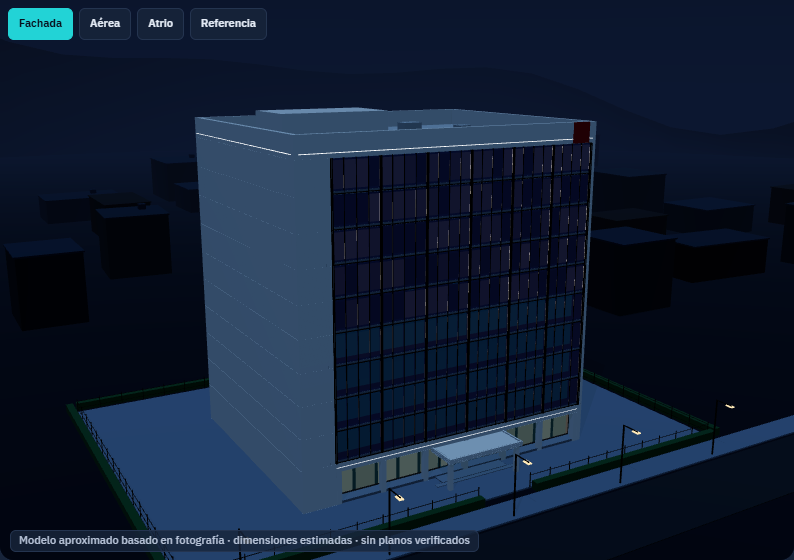 Fachada
Aérea
Atrio
Referencia
Modelo aproximado basado en fotografía · dimensiones estimadas · sin planos verificados